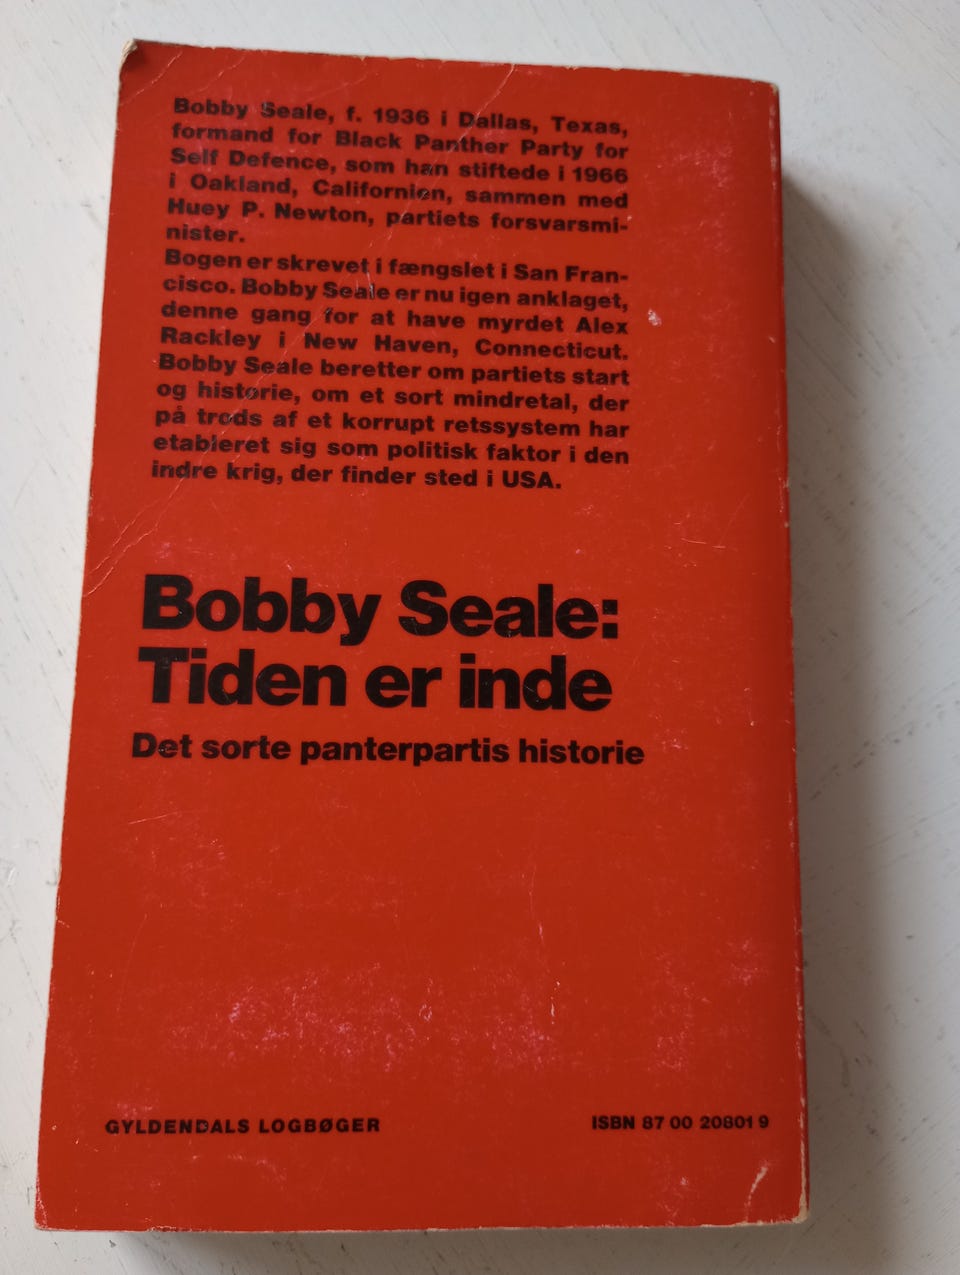 Bobby Seale, f. 1936 i Dallas, Texas,
formand for Black Panther Party for
Self Defence, som han stiftede i 1966
i Oakland, Californien, sammen med
Huey P. Newton, partiets forsvarsmi-
nister.
Bogen er skrevet i fængslet i San Fran-
cisco. Bobby Seale er nu igen anklaget,
denne gang for at have myrdet Alex
Rackley i New Haven, Connecticut.
Bobby Seale beretter om partiets start
og historie, om et sort mindretal, der
på trods af et korrupt retssystem har
etableret sig som politisk faktor i den
indre krig, der finder sted i USA.
Bobby Seale:
Tiden er inde
Det sorte panterpartis historie
GYLDENDALS LOGBØGER
ISBN 87 00 20801 9